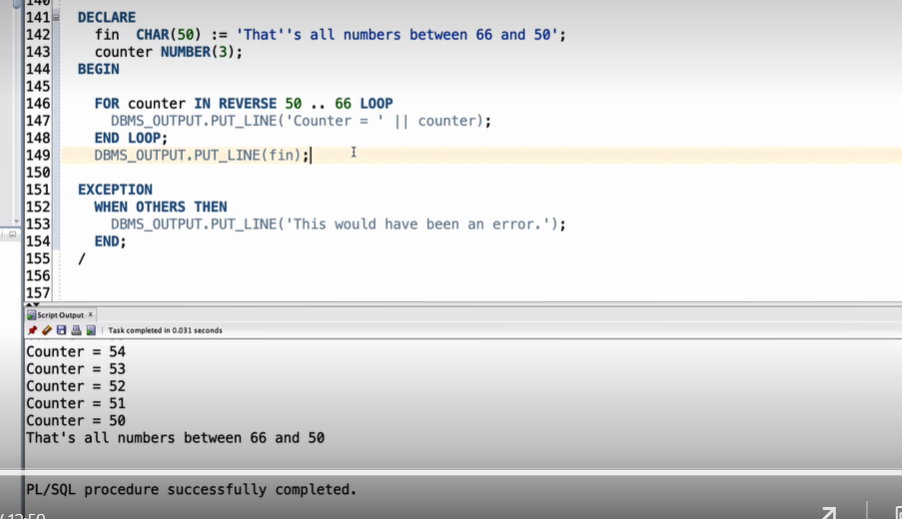 140
141 DECLARE
142 fin CHAR(50) := 'That''s all numbers between 66 and 50';
143 counter NUMBER(3);
144 BEGIN
145
146 FOR counter IN REVERSE 50 .. 66 LOOP
147 DBMS_OUTPUT.PUT_LINE('Counter = ' || counter);
148 END LOOP;
149 DBMS_OUTPUT.PUT_LINE(fin);
150
151 EXCEPTION
152 WHEN OTHERS THEN
153 DBMS_OUTPUT.PUT_LINE('This would have been an error.');
154 END;
155 /
156
157
Script Output x
Task completed in 0.031 seconds
Counter = 54
Counter = 53
Counter = 52
Counter = 51
Counter = 50
That's all numbers between 66 and 50
PL/SQL procedure successfully completed.